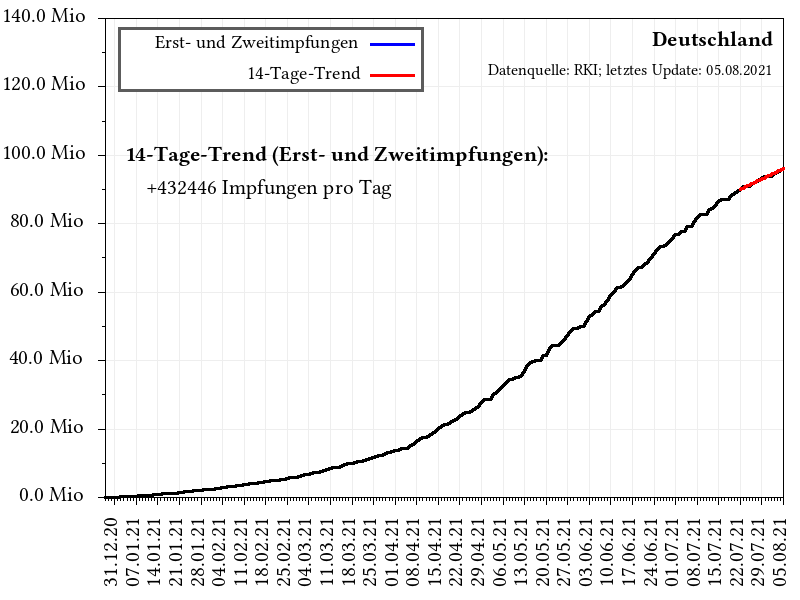 140.0 Mio
120.0 Mio
100.0 Mio
80.0 Mio
60.0 Mio
40.0 Mio
20.0 Mio
0.0 Mio
Erst- und Zweitimpfungen
14-Tage-Trend
Deutschland
Datenquelle: RKI; letztes Update: 05.08.2021
14-Tage-Trend (Erst- und Zweitimpfungen):
+432446 Impfungen pro Tag
31.12.20
07.01.21
14.01.21
21.01.21
28.01.21
04.02.21
11.02.21
18.02.21
25.02.21
04.03.21
11.03.21
18.03.21
25.03.21
01.04.21
08.04.21
15.04.21
22.04.21
29.04.21
06.05.21
13.05.21
20.05.21
27.05.21
03.06.21
10.06.21
17.06.21
24.06.21
01.07.21
08.07.21
15.07.21
22.07.21
29.07.21
05.08.21